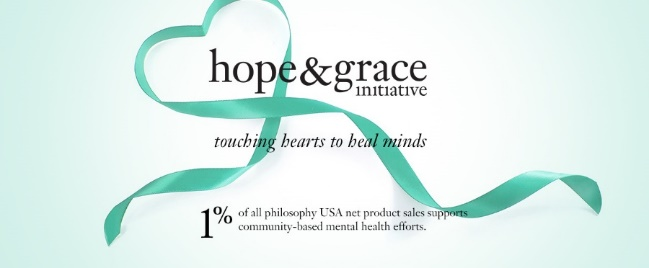 hope&grace
initiative
touching hearts to heal minds
1% of all philosophy USA net product sales supports
community-based mental health efforts.